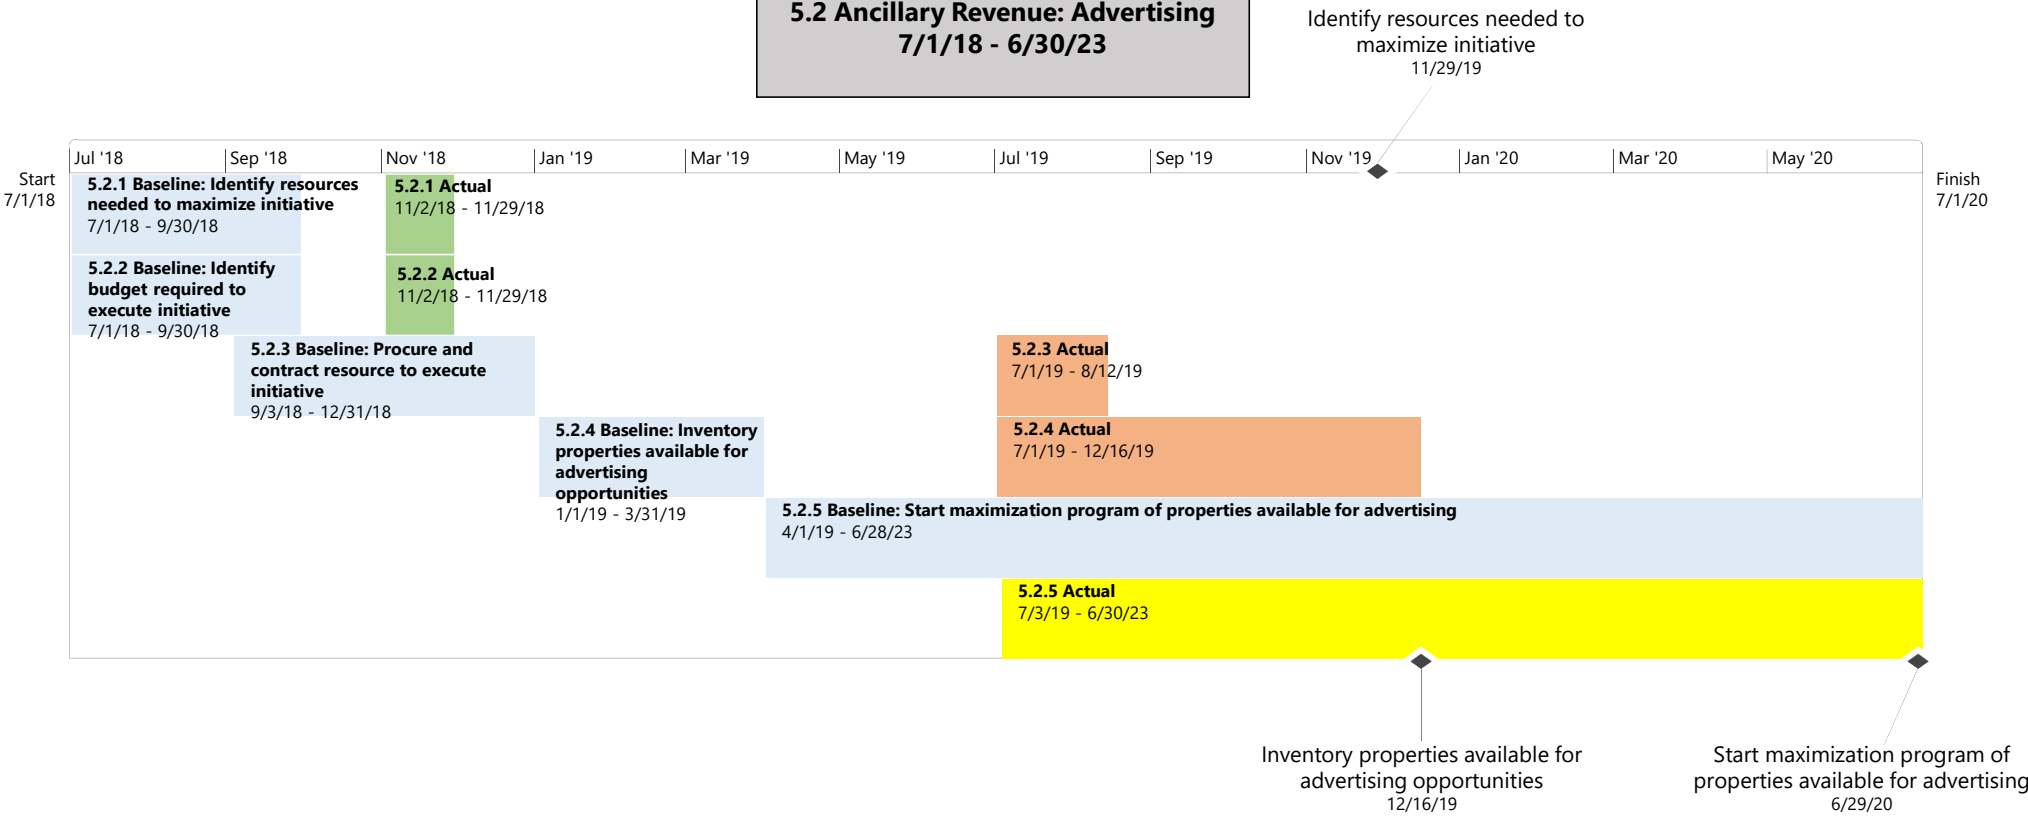 5.2 Ancillary Revenue: Advertising
7/1/18 - 6/30/23
Identify resources needed to
maximize initiative
11/29/19
Jul '18
Sep '18
Nov '18
Jan '19
Mar '19
May '19
Jul '19
Sep '19
Nov '19
Jan '20
Mar '20
May '20
Start
7/1/18
Finish
7/1/20
5.2.1 Baseline: Identify resources
needed to maximize initiative
7/1/18 - 9/30/18
5.2.1 Actual
11/2/18 - 11/29/18
5.2.2 Baseline: Identify
budget required to
execute initiative
7/1/18 - 9/30/18
5.2.2 Actual
11/2/18 - 11/29/18
5.2.3 Baseline: Procure and
contract resource to execute
initiative
9/3/18 - 12/31/18
5.2.3 Actual
7/1/19 - 8/12/19
5.2.4 Baseline: Inventory
properties available for
advertising
opportunities
1/1/19 - 3/31/19
5.2.4 Actual
7/1/19 - 12/16/19
5.2.5 Baseline: Start maximization program of properties available for advertising
4/1/19 - 6/28/23
5.2.5 Actual
7/3/19 - 6/30/23
Inventory properties available for
advertising opportunities
12/16/19
Start maximization program of
properties available for advertising
6/29/20